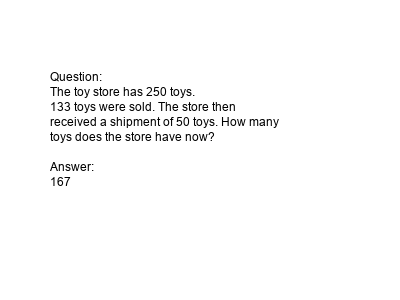 Question:
The toy store has 250 toys.
133 toys were sold. The store then
received a shipment of 50 toys. How many
toys does the store have now?
Answer:
167